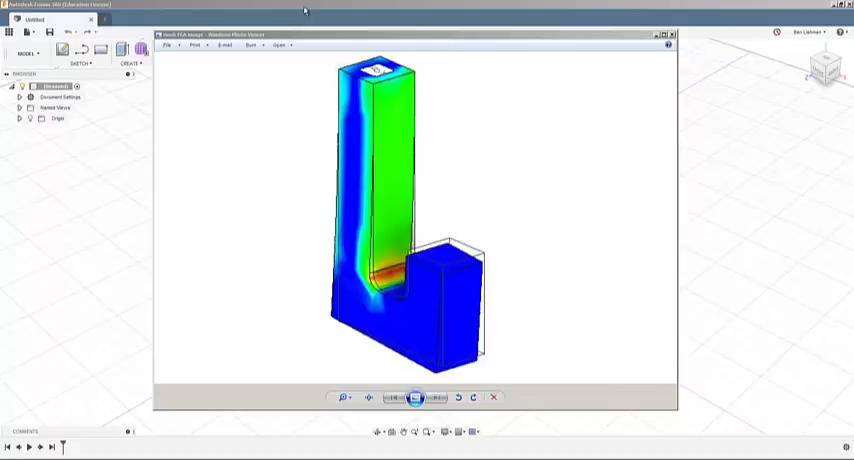 Autodesk Fusion 360 (Education License)
Untitled
MODEL
SKETCH
CREATE
Ben Lishman
BROWSER
(Unsaved)
Document Settings
Named Views
Origin
Hook FEA Image - Windows Photo Viewer
File
Print
E-mail
Burn
Open
Z
X
COMMENTS